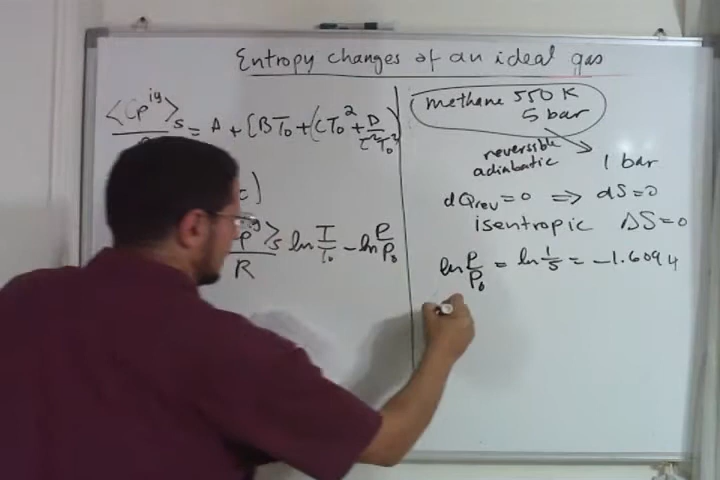 Entropy changes of an ideal gas
<Cp^ig>s = A + [BT₀ + (CT₀² + D/τ²T₀²)
)
>s/R ln T/T₀ - ln P/P₀
methane 550 K
5 bar
reversible
adiabatic
1 bar
dQrev = 0 ⟹ dS = 0
isentropic ΔS = 0
ln P/P₀ = ln 1/5 = -1.6094